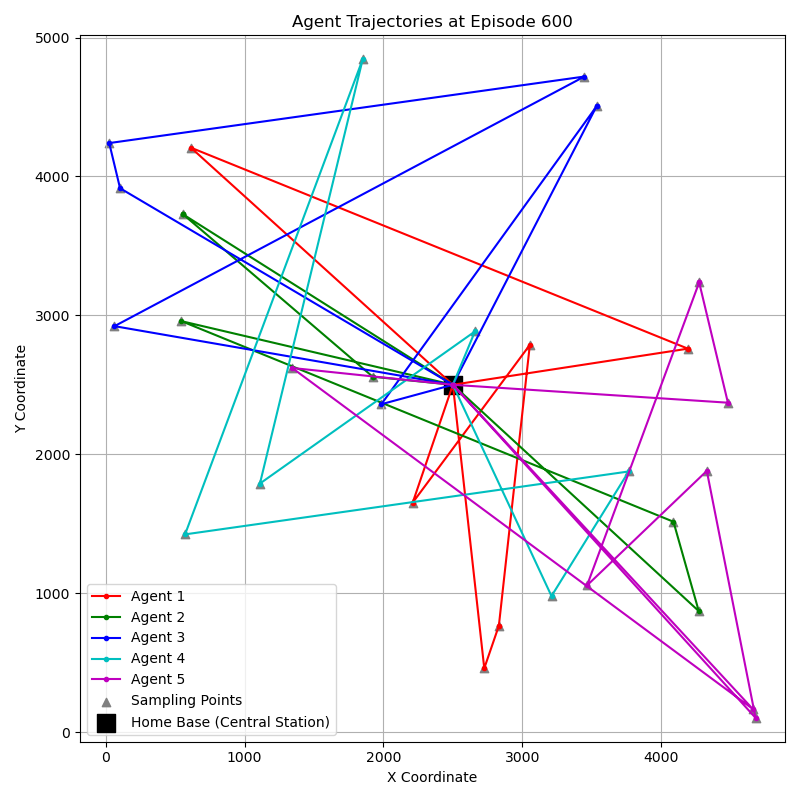 Agent Trajectories at Episode 600
5000
4000
3000
2000
1000
0
Y Coordinate
0 1000 2000 3000 4000
X Coordinate
Agent 1
Agent 2
Agent 3
Agent 4
Agent 5
Sampling Points
Home Base (Central Station)